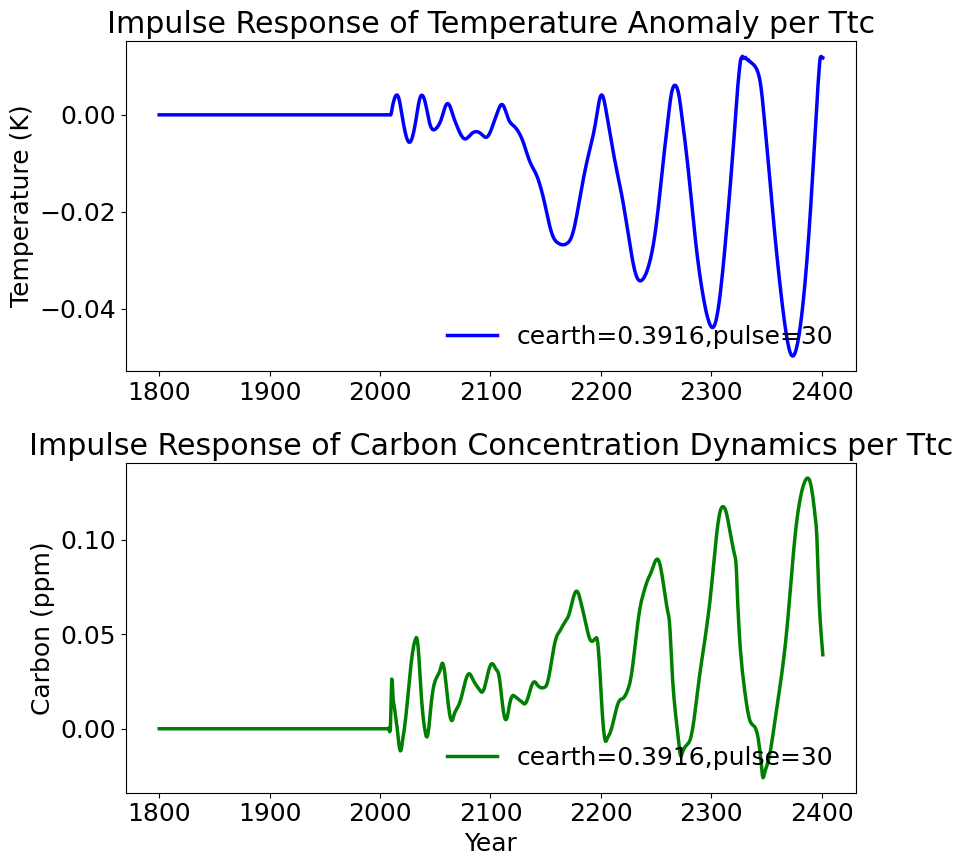 Impulse Response of Temperature Anomaly per Ttc
Temperature (K)
0.00
−0.02
−0.04
cearth=0.3916,pulse=30
1800 1900 2000 2100 2200 2300 2400
Impulse Response of Carbon Concentration Dynamics per Ttc
Carbon (ppm)
0.10
0.05
0.00
cearth=0.3916,pulse=30
1800 1900 2000 2100 2200 2300 2400
Year